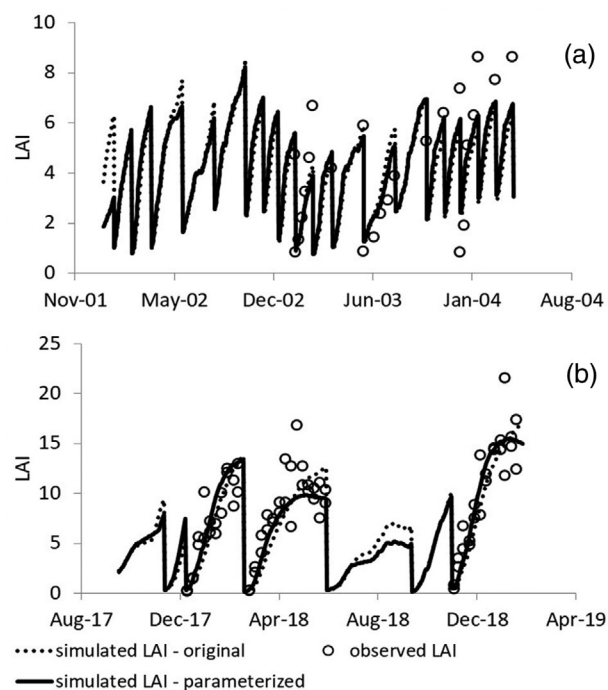 10
8
6
4
2
0
LAI
(a)
Nov-01 May-02 Dec-02 Jun-03 Jan-04 Aug-04
25
20
15
10
5
0
LAI
(b)
Aug-17 Dec-17 Apr-18 Aug-18 Dec-18 Apr-19
simulated LAI - original observed LAI
simulated LAI - parameterized